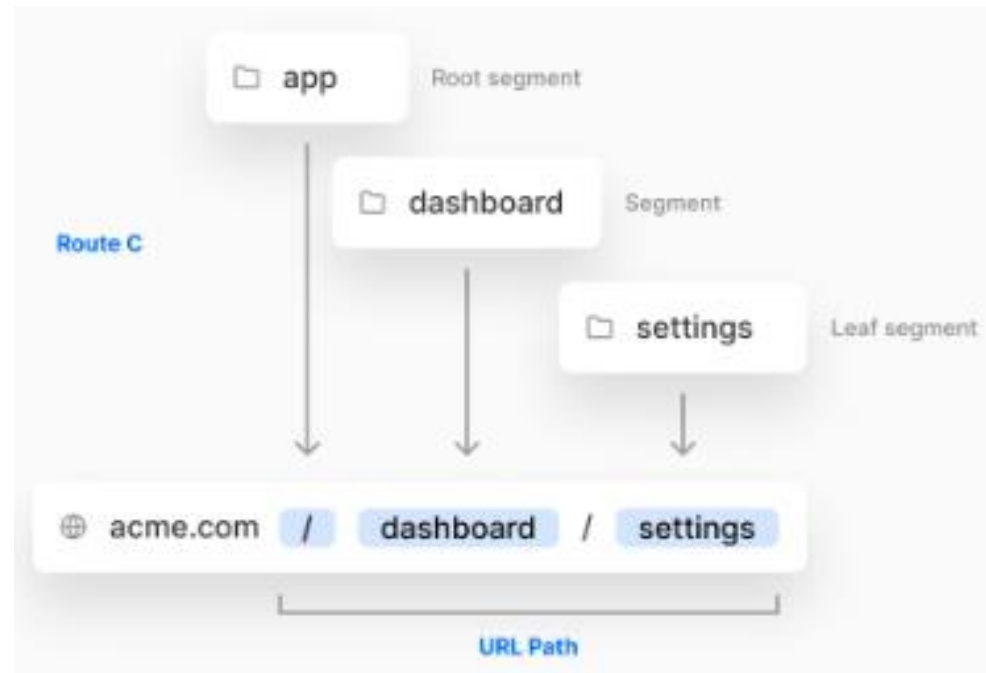 app Root segment
dashboard Segment
Route C
settings Leaf segment
acme.com / dashboard / settings
URL Path